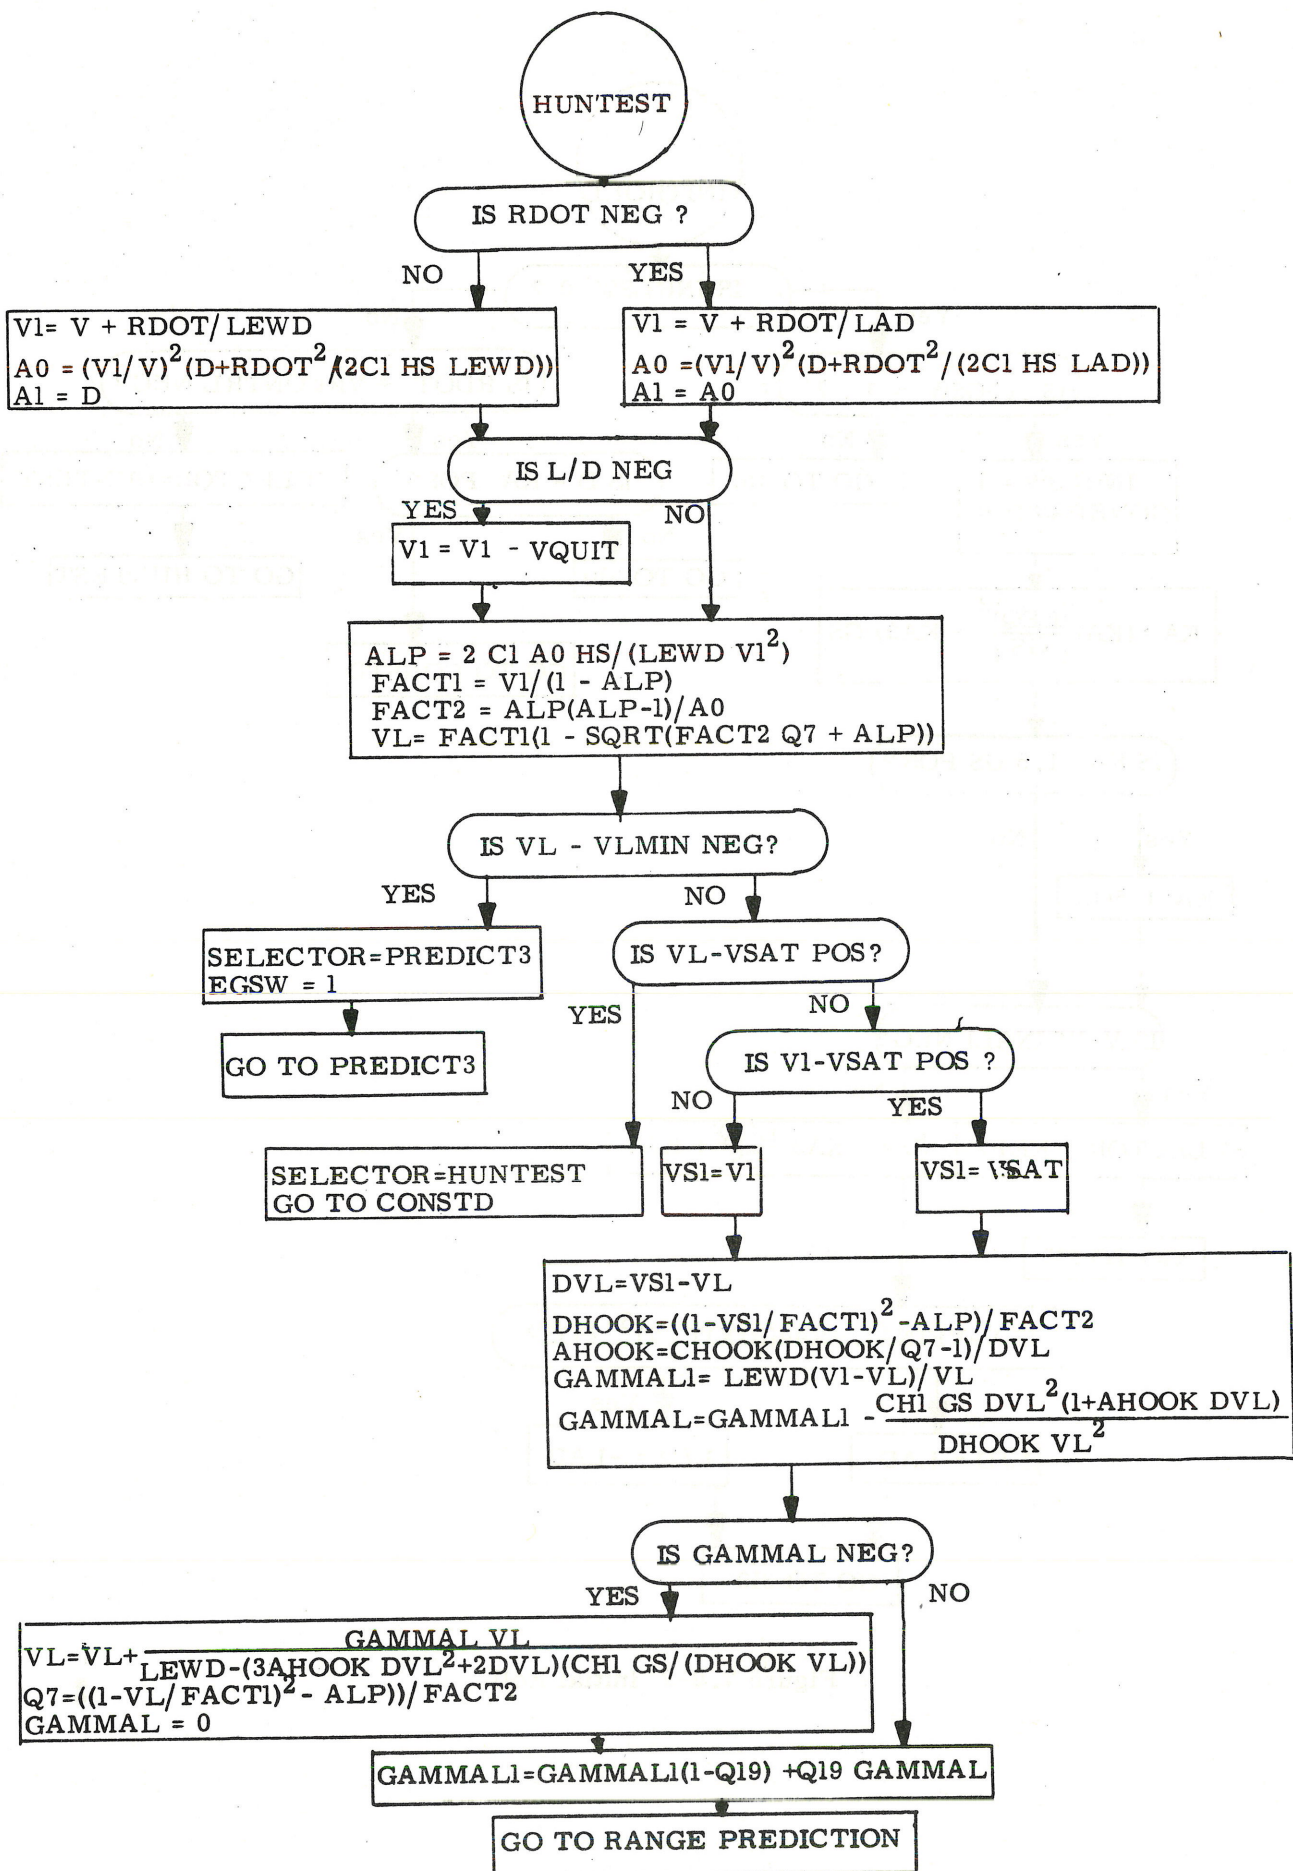 HUNTEST
IS RDOT NEG ?
NO
YES
V1= V + RDOT/LEWD
A0 = (V1/V)²(D+RDOT²/(2C1 HS LEWD))
A1 = D
V1 = V + RDOT/LAD
A0 =(V1/V)²(D+RDOT²/(2C1 HS LAD))
A1 = A0
IS L/D NEG
YES
NO
V1 = V1 - VQUIT
ALP = 2 C1 A0 HS/(LEWD V1²)
FACT1 = V1/(1 - ALP)
FACT2 = ALP(ALP-1)/A0
VL= FACT1(1 - SQRT(FACT2 Q7 + ALP))
IS VL - VLMIN NEG?
YES
NO
SELECTOR=PREDICT3
EGSW = 1
IS VL-VSAT POS?
GO TO PREDICT3
YES
NO
IS V1-VSAT POS ?
NO
YES
SELECTOR=HUNTEST
GO TO CONSTD
VS1=V1
VS1= VSAT
DVL=VS1-VL
DHOOK=((1-VS1/FACT1)²-ALP)/FACT2
AHOOK=CHOOK(DHOOK/Q7-1)/DVL
GAMMAL1= LEWD(V1-VL)/VL
GAMMAL=GAMMAL1 - CH1 GS DVL²(1+AHOOK DVL)
DHOOK VL²
IS GAMMAL NEG?
YES
NO
GAMMAL VL
VL=VL+
LEWD-(3AHOOK DVL²+2DVL)(CH1 GS/(DHOOK VL))
Q7=((1-VL/FACT1)²- ALP))/FACT2
GAMMAL = 0
GAMMAL1=GAMMAL1(1-Q19) +Q19 GAMMAL
GO TO RANGE PREDICTION